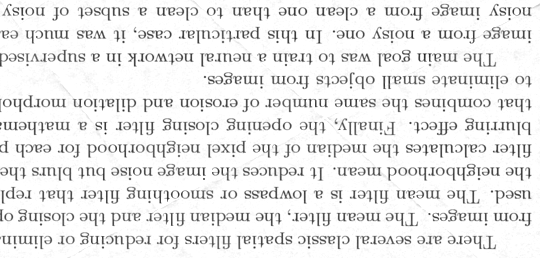 There are several classic spatial filters for reducing or elimin
from images. The mean filter, the median filter and the closing op
used. The mean filter is a lowpass or smoothing filter that repl
the neighborhood mean. It reduces the image noise but blurs the
filter calculates the median of the pixel neighborhood for each p
blurring effect. Finally, the opening closing filter is a mathema
that combines the same number of erosion and dilation morphol
to eliminate small objects from images.
The main goal was to train a neural network in a supervised
image from a noisy one. In this particular case, it was much ea
noisy image from a clean one than to clean a subset of noisy